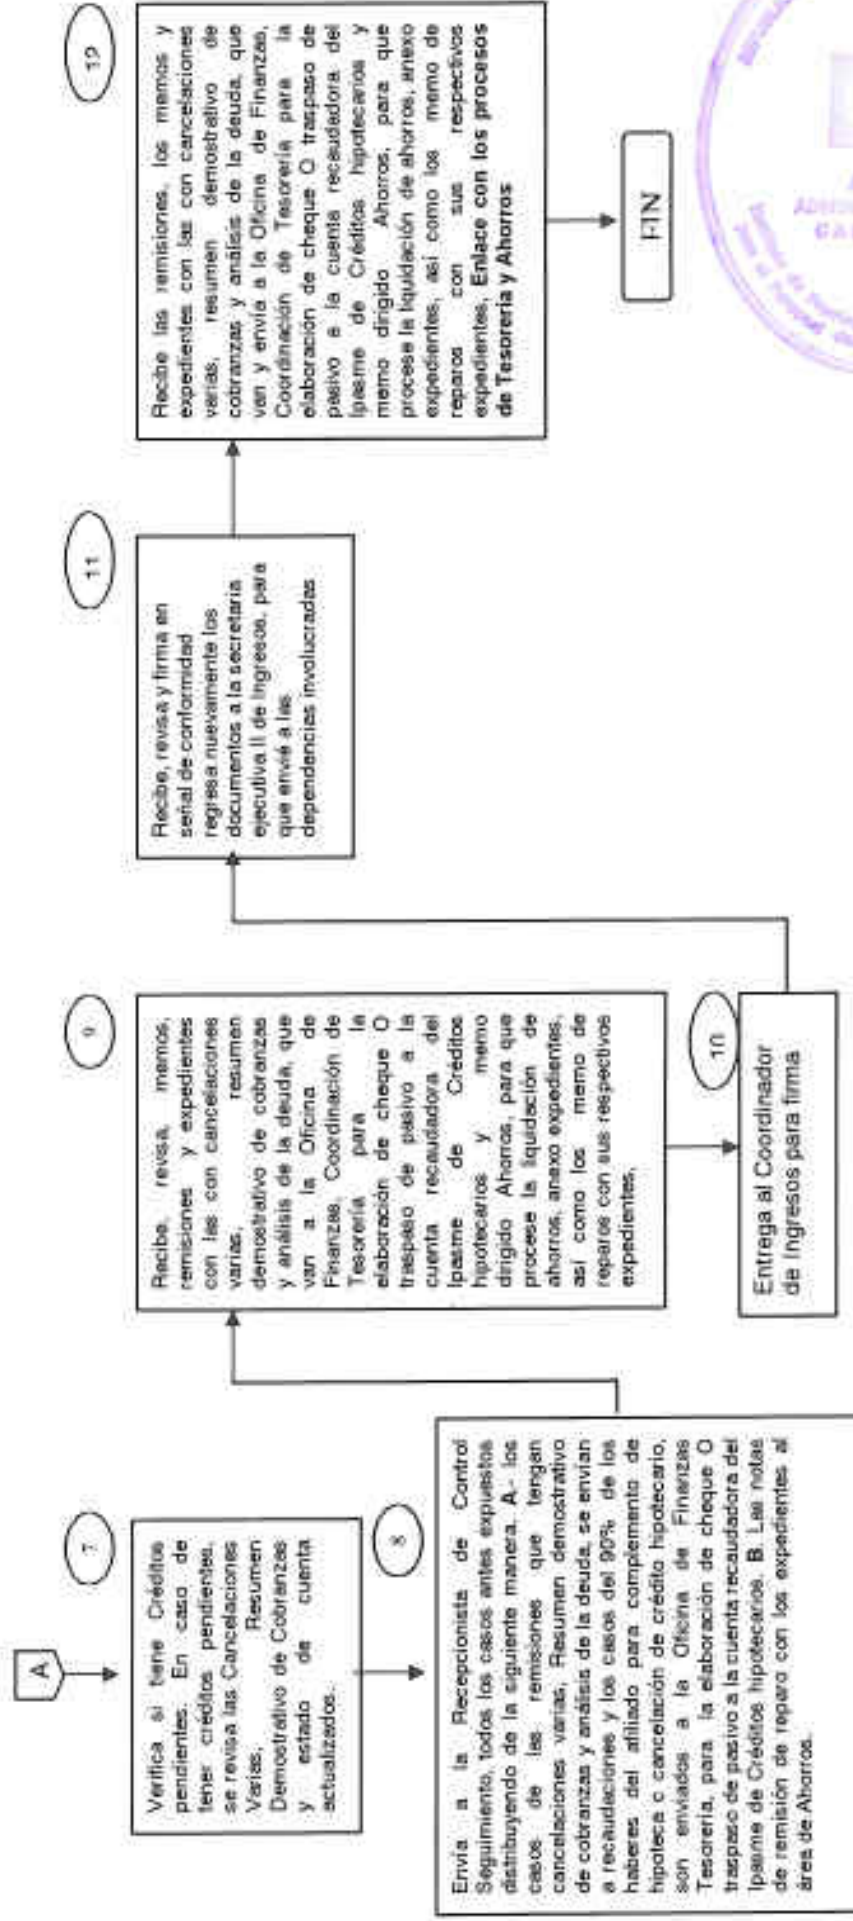 A
7
Verifica si tiene Créditos
pendientes. En caso de
tener créditos pendientes,
se revisa las Cancelaciones
Varias, Resumen
Demostrativo de Cobranzas
y estado de cuenta
actualizados.
8
Envía a la Recepcionista de Control
Seguimiento, todos los casos antes expuestos
distribuyendo de la siguiente manera. A.- los
casos de las remisiones que tengan
cancelaciones varias, Resumen demostrativo
de cobranzas y análisis de la deuda, se envían
a recaudaciones y los casos del 90% de los
haberes del afiliado para complemento de
hipoteca o cancelación de crédito hipotecario,
son enviados a la Oficina de Finanzas
Tesorería, para la elaboración de cheque O
traspaso de pasivo a la cuenta recaudadora del
Ipasme de Créditos hipotecarios. B. Las notas
de remisión de reparo con los expedientes al
área de Ahorros.
9
Recibe, revisa, memos,
remisiones y expedientes
con las con cancelaciones
varias, resumen
demostrativo de cobranzas
y análisis de la deuda, que
van a la Oficina de
Finanzas, Coordinación de
Tesorería para la
elaboración de cheque O
traspaso de pasivo a la
cuenta recaudadora del
Ipasme de Créditos
hipotecarios y memo
dirigido Ahorros, para que
procese la liquidación de
ahorros, anexo expedientes,
así como los memo de
reparos con sus respectivos
expedientes,
10
Entrega al Coordinador
de Ingresos para firma
11
Recibe, revisa y firma en
señal de conformidad
regresa nuevamente los
documentos a la secretaria
ejecutiva II de Ingresos, para
que envié a las
dependencias involucradas
12
Recibe las remisiones, los memos y
expedientes con las con cancelaciones
varias, resumen demostrativo de
cobranzas y análisis de la deuda, que
van y envía a la Oficina de Finanzas,
Coordinación de Tesorería para la
elaboración de cheque O traspaso de
pasivo a la cuenta recaudadora del
Ipasme de Créditos hipotecarios y
memo dirigido Ahorros, para que
procese la liquidación de ahorros, anexo
expedientes, así como los memo de
reparos con sus respectivos
expedientes, Enlace con los procesos
de Tesorería y Ahorros
FIN